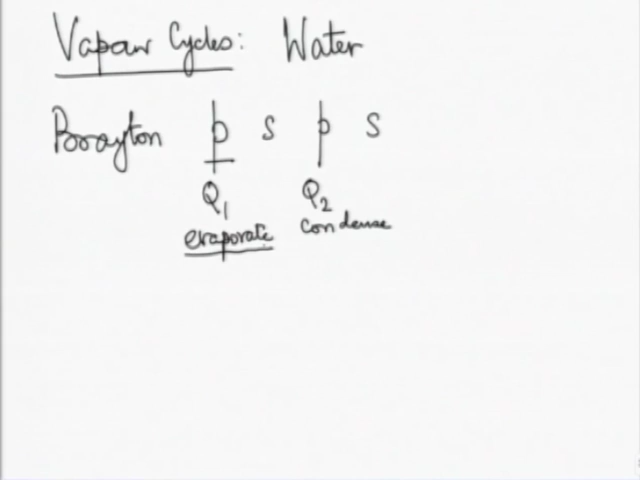 Vapour Cycles: Water
Brayton p s p s
Q1 Q2
evaporate condense